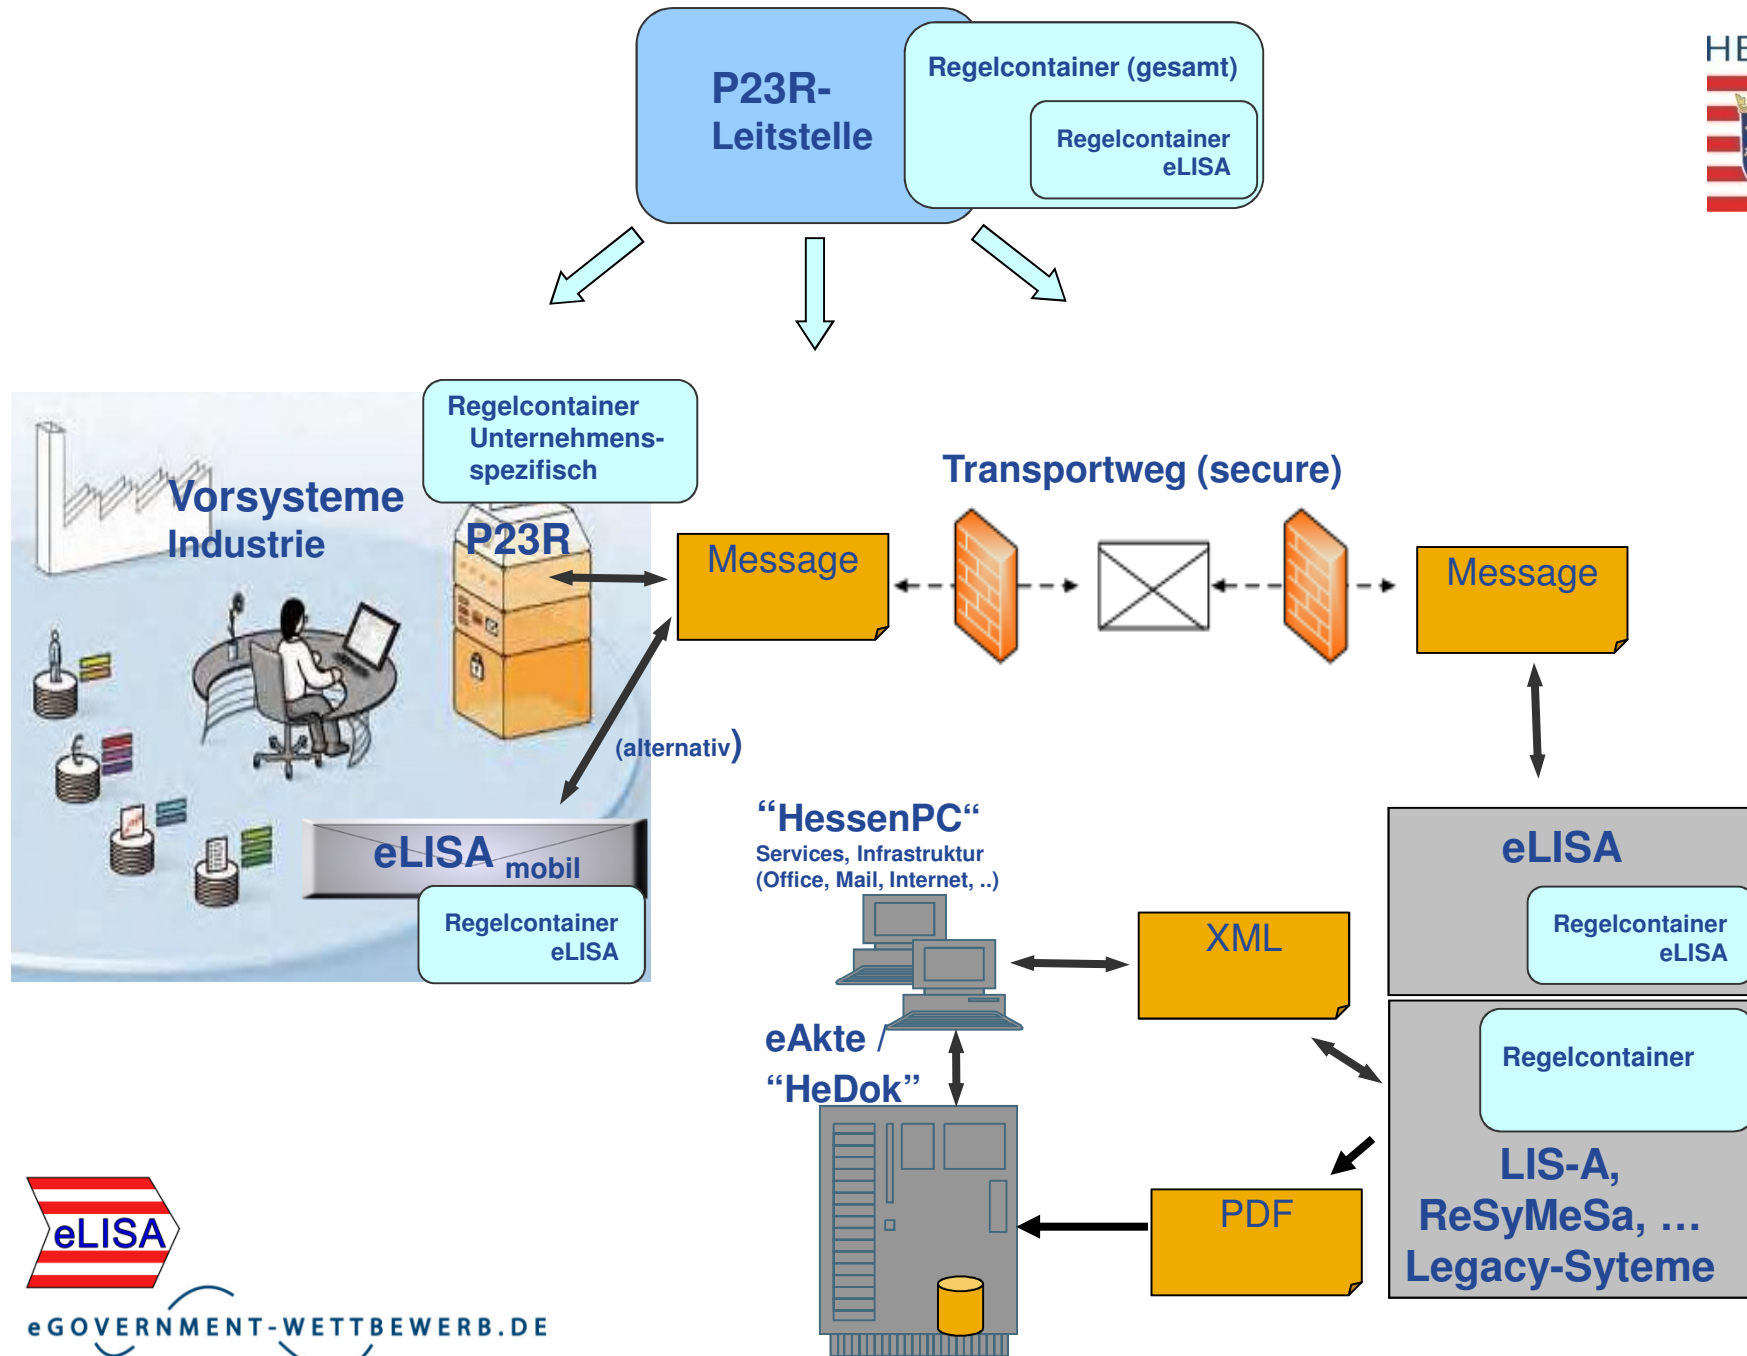 P23R-
Leitstelle
Regelcontainer (gesamt)
Regelcontainer
eLISA
HE
Regelcontainer
Unternehmens-
spezifisch
Vorsysteme
Industrie
P23R
Message
Transportweg (secure)
Message
(alternativ)
eLISA mobil
Regelcontainer
eLISA
“HessenPC“
Services, Infrastruktur
(Office, Mail, Internet, ..)
XML
eLISA
Regelcontainer
eLISA
eAkte /
“HeDok”
Regelcontainer
PDF
LIS-A,
ReSyMeSa, …
Legacy-Syteme
eLISA
eGOVERNMENT-WETTBEWERB.DE